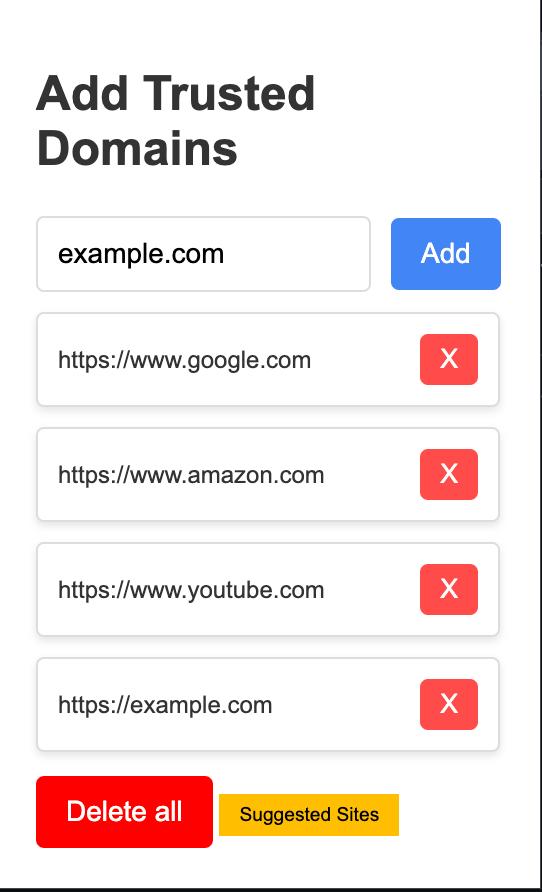 Add Trusted
Domains
example.com Add
https://www.google.com X
https://www.amazon.com X
https://www.youtube.com X
https://example.com X
Delete all Suggested Sites